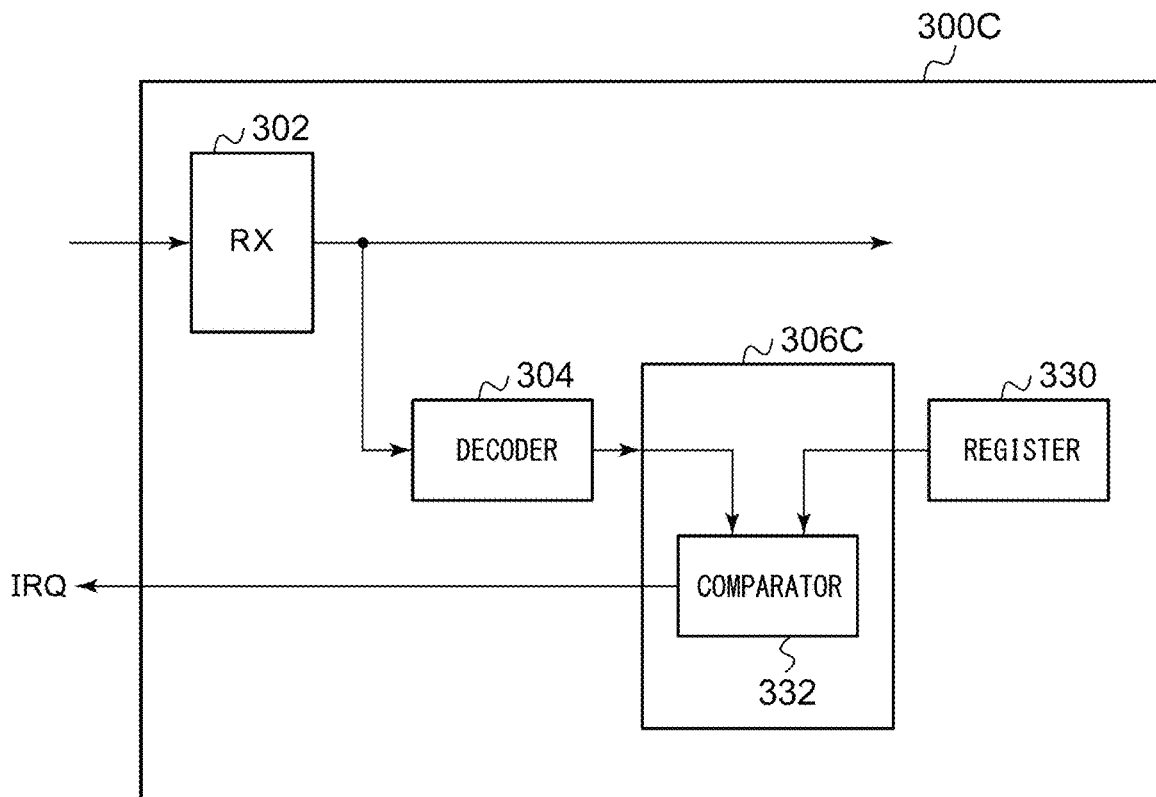 300C
302
RX
306C
304
330
DECODER
REGISTER
IRQ
COMPARATOR
332